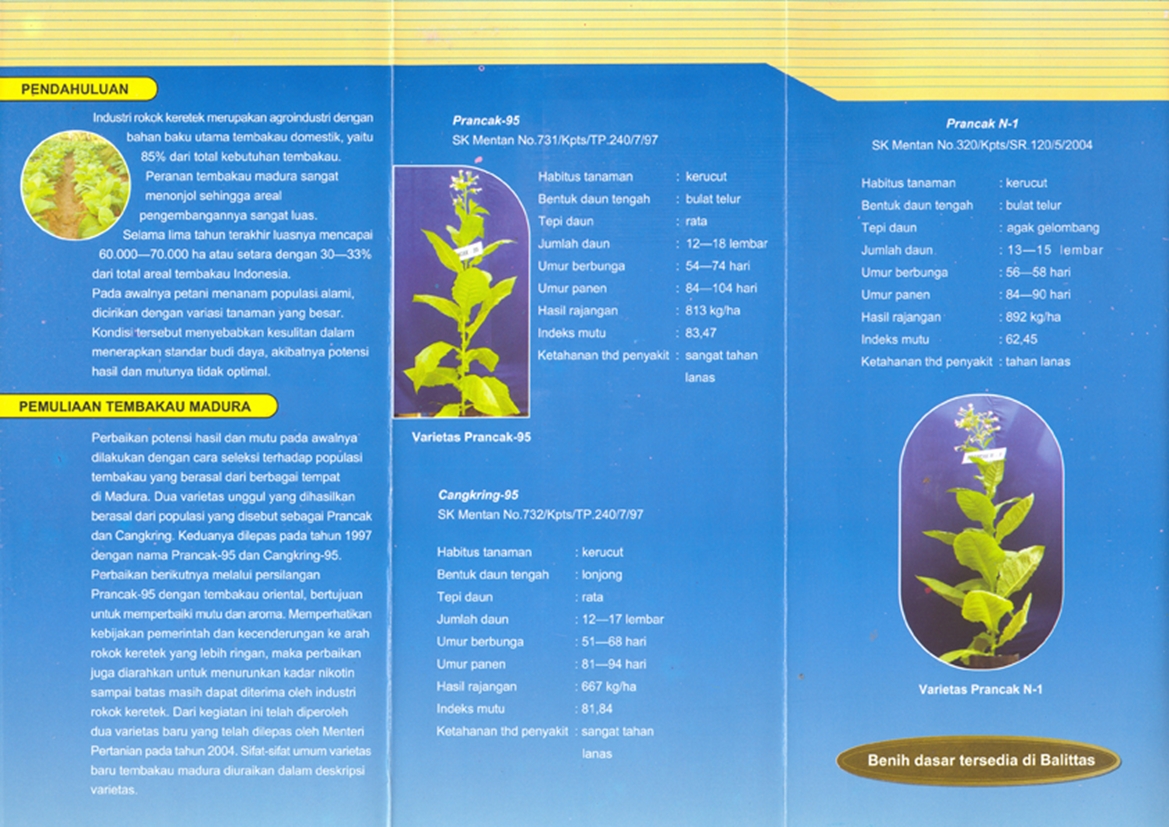 PENDAHULUAN
Industri rokok keretek merupakan agroindustri dengan
bahan baku utama tembakau domestik, yaitu
85% dari total kebutuhan tembakau.
Peranan tembakau madura sangat
menonjol sehingga areal
pengembangannya sangat luas.
Selama lima tahun terakhir luasnya mencapai
60.000—70.000 ha atau setara dengan 30—33%
dari total areal tembakau Indonesia.
Pada awalnya petani menanam populasi alami,
dicirikan dengan variasi tanaman yang besar.
Kondisi tersebut menyebabkan kesulitan dalam
menerapkan standar budi daya, akibatnya potensi
hasil dan mutunya tidak optimal.
PEMULIAAN TEMBAKAU MADURA
Perbaikan potensi hasil dan mutu pada awalnya
dilakukan dengan cara seleksi terhadap populasi
tembakau yang berasal dari berbagai tempat
di Madura. Dua varietas unggul yang dihasilkan
berasal dari populasi yang disebut sebagai Prancak
dan Cangkring. Keduanya dilepas pada tahun 1997
dengan nama Prancak-95 dan Cangkring-95.
Perbaikan berikutnya melalui persilangan
Prancak-95 dengan tembakau oriental, bertujuan
untuk memperbaiki mutu dan aroma. Memperhatikan
kebijakan pemerintah dan kecenderungan ke arah
rokok keretek yang lebih ringan, maka perbaikan
juga diarahkan untuk menurunkan kadar nikotin
sampai batas masih dapat diterima oleh industri
rokok keretek. Dari kegiatan ini telah diperoleh
dua varietas baru yang telah dilepas oleh Menteri
Pertanian pada tahun 2004. Sifat-sifat umum varietas
baru tembakau madura diuraikan dalam deskripsi
varietas.
Prancak-95
SK Mentan No.731/Kpts/TP.240/7/97
Habitus tanaman : kerucut
Bentuk daun tengah : bulat telur
Tepi daun : rata
Jumlah daun : 12—18 lembar
Umur berbunga : 54—74 hari
Umur panen : 84—104 hari
Hasil rajangan : 813 kg/ha
Indeks mutu : 83,47
Ketahanan thd penyakit : sangat tahan
lanas
Varietas Prancak-95
Cangkring-95
SK Mentan No.732/Kpts/TP.240/7/97
Habitus tanaman : kerucut
Bentuk daun tengah : lonjong
Tepi daun : rata
Jumlah daun : 12—17 lembar
Umur berbunga : 51—68 hari
Umur panen : 81—94 hari
Hasil rajangan : 667 kg/ha
Indeks mutu : 81,84
Ketahanan thd penyakit : sangat tahan
lanas
Prancak N-1
SK Mentan No.320/Kpts/SR.120/5/2004
Habitus tanaman : kerucut
Bentuk daun tengah : bulat telur
Tepi daun : agak gelombang
Jumlah daun : 13—15 lembar
Umur berbunga : 56—58 hari
Umur panen : 84—90 hari
Hasil rajangan : 892 kg/ha
Indeks mutu : 62,45
Ketahanan thd penyakit : tahan lanas
Varietas Prancak N-1
Benih dasar tersedia di Balittas